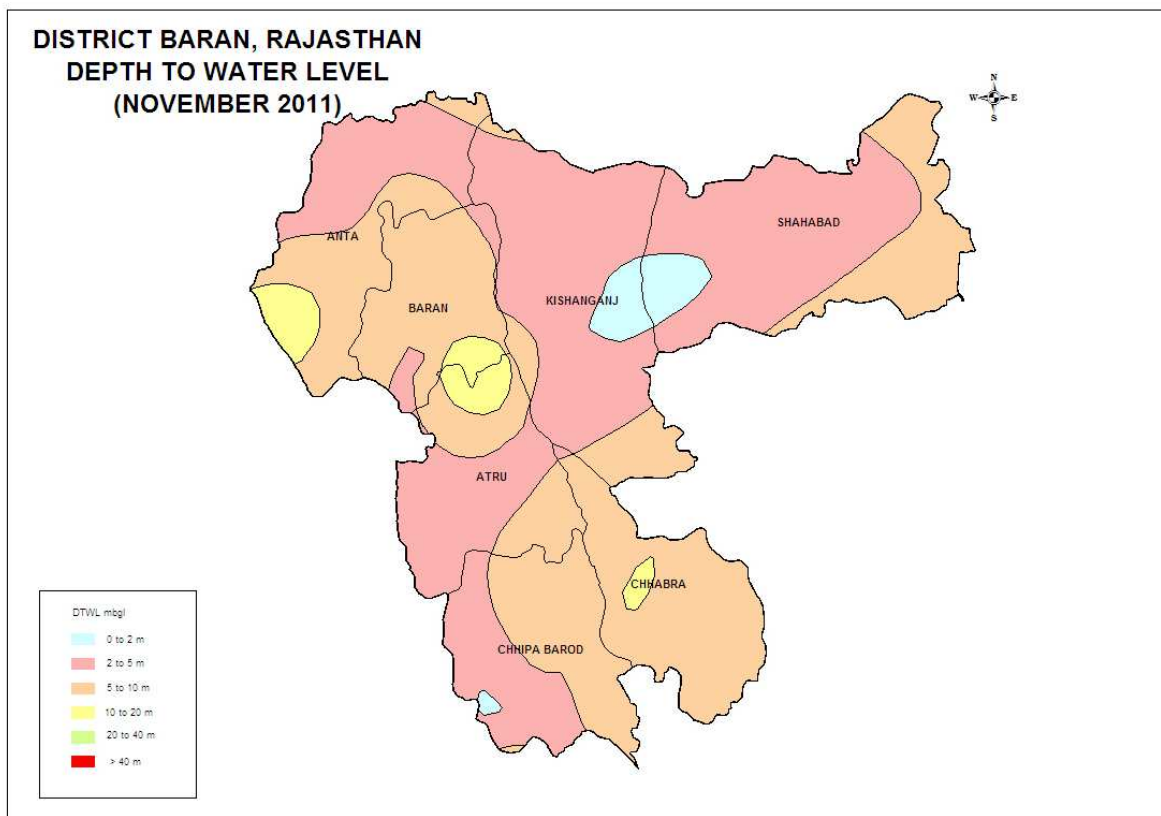 DISTRICT BARAN, RAJASTHAN
DEPTH TO WATER LEVEL
(NOVEMBER 2011)
N
W E
S
SHAHABAD
ANTA
KISHANGANJ
BARAN
ATRU
CHHABRA
CHHIPA BAROD
DTWL mbgl
0 to 2 m
2 to 5 m
5 to 10 m
10 to 20 m
20 to 40 m
> 40 m